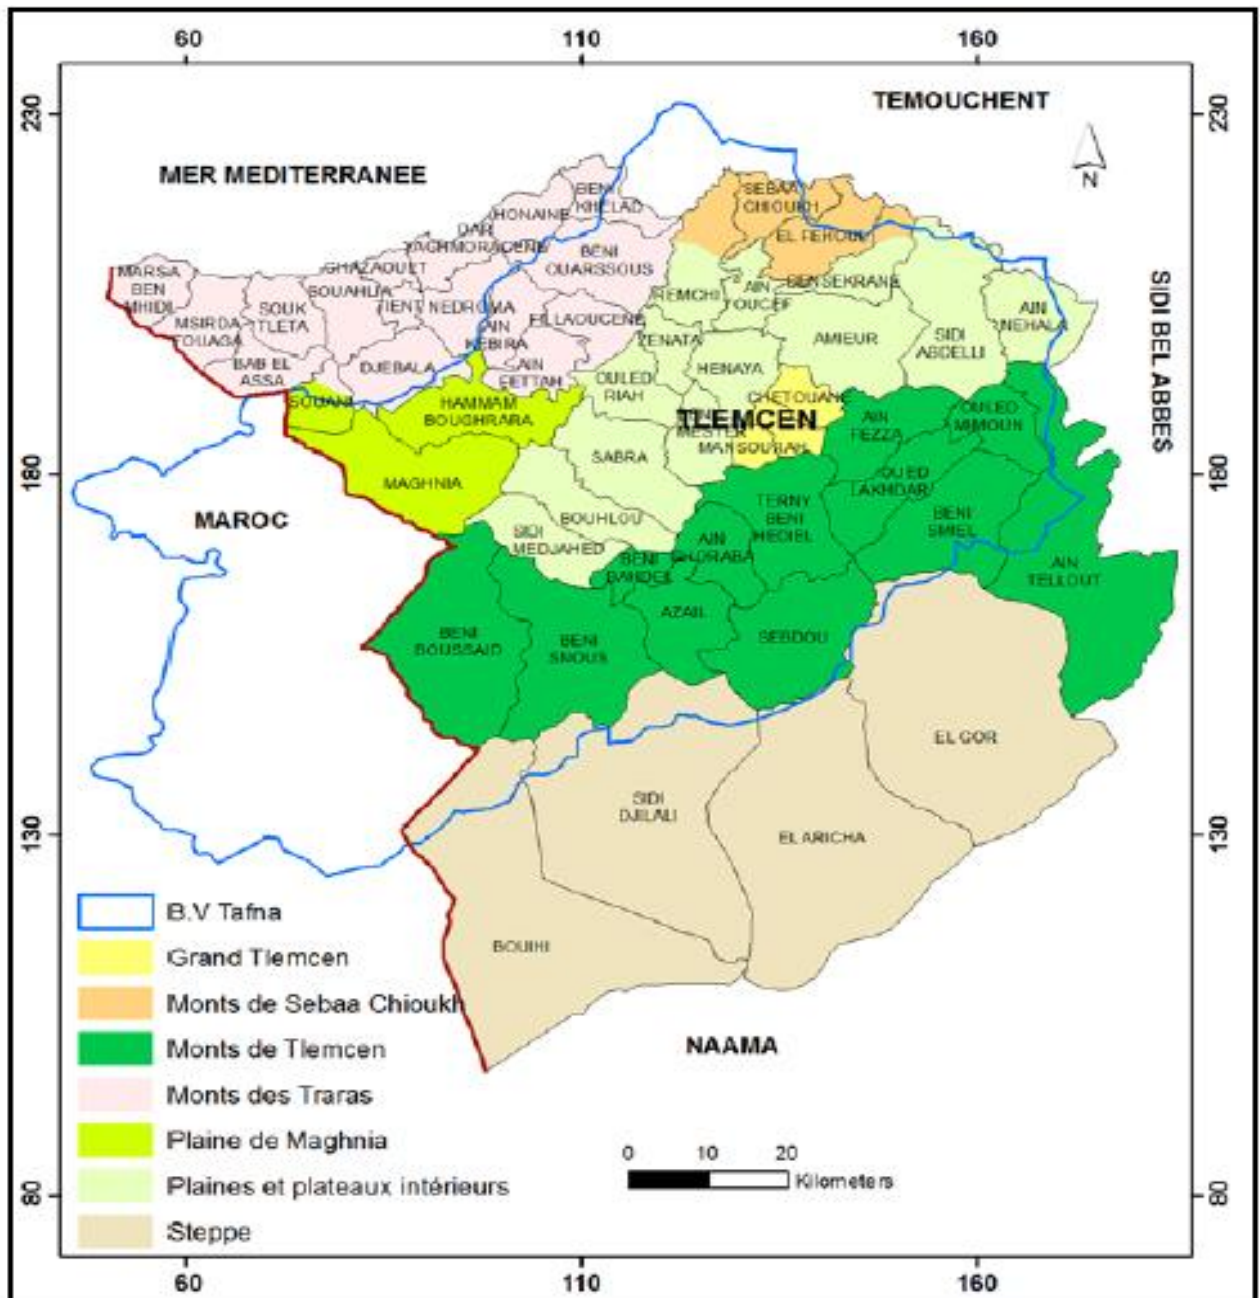 60 110 160
230 230
TEMOUCHENT
MER MEDITERRANEE
N
BENI
KHELAD
SEBAA
CHIOUKH
HONAINE
DAR
YAGHMORACENE
EL FEHOUL
BENI
OUARSSOUS
MARSA
BEN
MHIDI
GHAZAOUET
SOUAHLIA
TIENT
NEDROMA
SOUK
TLETA
MSIRDA
FOUAGA
AIN
KEBIRA
FILLAOUCENE
REMCHI
AIN
YOUCEF
BENSEKRANE
AIN
NEHALA
SIDI
ABDELLI
AMIEUR
ZENATA
HENAYA
BAB EL
ASSA
DJEBALA
AIN
FETTAH
OULED
RIAH
SOUANI
HAMMAM
BOUGHRARA
CHETOUANE
TLEMCEN
MESTER
MANSOURAH
AIN
FEZZA
OULED
MIMOUN
SIDI BEL ABBES
SABRA
180 180
MAGHNIA
OUED
LAKHDAR
MAROC
BOUHLOU
SIDI
MEDJAHED
TERNY
BENI
HEDIEL
AIN
GHORABA
BENI
SMIEL
BENI
BAHDEL
AIN
TELLOUT
AZAIL
SEBDOU
BENI
BOUSSAID
BENI
SNOUS
EL GOR
SIDI
DJILALI
EL ARICHA
130 130
BOUIHI
NAAMA
B.V Tafna
Grand Tlemcen
Monts de Sebaa Chioukh
Monts de Tlemcen
Monts des Traras
Plaine de Maghnia
Plaines et plateaux intérieurs
Steppe
0 10 20
Kilometers
80 80
60 110 160